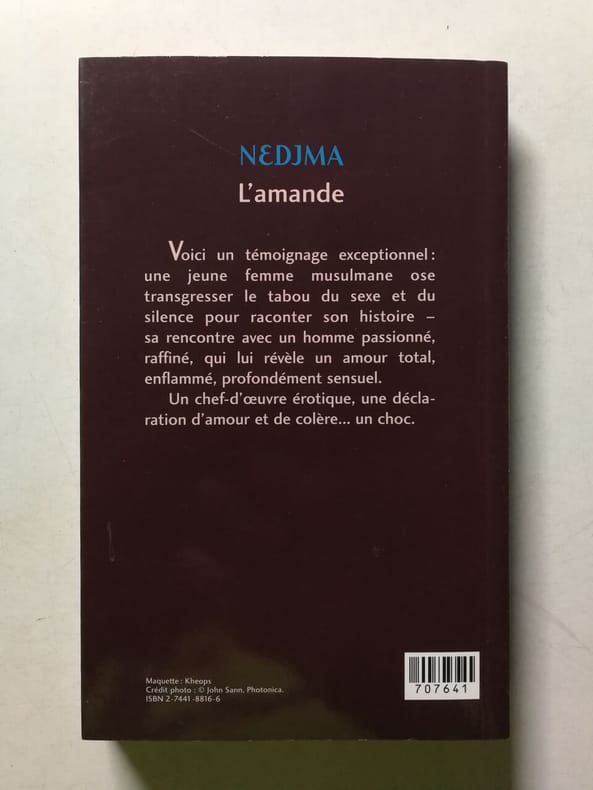 NEDJMA
L'amande
Voici un témoignage exceptionnel :
une jeune femme musulmane ose
transgresser le tabou du sexe et du
silence pour raconter son histoire –
sa rencontre avec un homme passionné,
raffiné, qui lui révèle un amour total,
enflammé, profondément sensuel.
Un chef-d'œuvre érotique, une décla-
ration d'amour et de colère... un choc.
Maquette : Kheops
Crédit photo : © John Sann, Photonica.
ISBN 2-7441-8816-6
707641